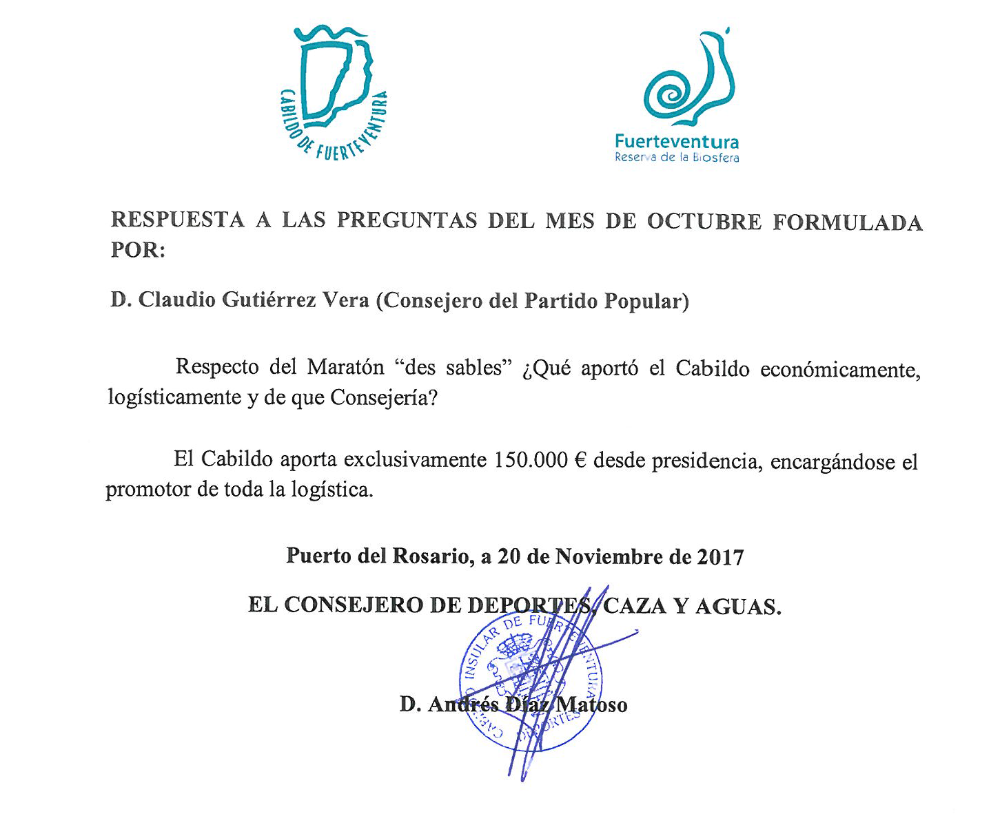 CABILDO DE FUERTEVENTURA
Fuerteventura
Reserva de la Biosfera
RESPUESTA A LAS PREGUNTAS DEL MES DE OCTUBRE FORMULADA
POR:
D. Claudio Gutiérrez Vera (Consejero del Partido Popular)
Respecto del Maratón “des sables” ¿Qué aportó el Cabildo económicamente,
logísticamente y de que Consejería?
El Cabildo aporta exclusivamente 150.000 € desde presidencia, encargándose el
promotor de toda la logística.
Puerto del Rosario, a 20 de Noviembre de 2017
EL CONSEJERO DE DEPORTES, CAZA Y AGUAS.
CABILDO INSULAR DE FUERTEVENTURA
DEPORTES
D. Andrés Díaz Matoso